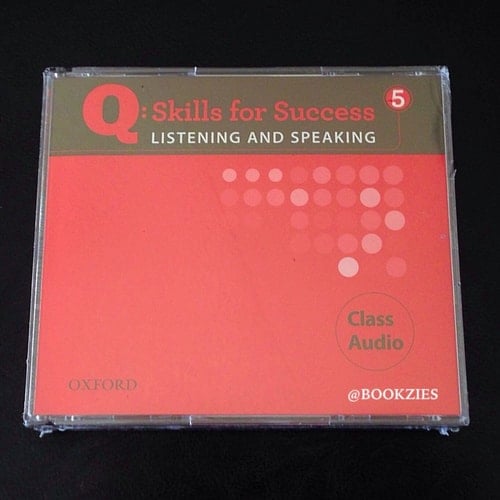 Q: Skills for Success 5
LISTENING AND SPEAKING
Class
Audio
OXFORD
@BOOKZIES